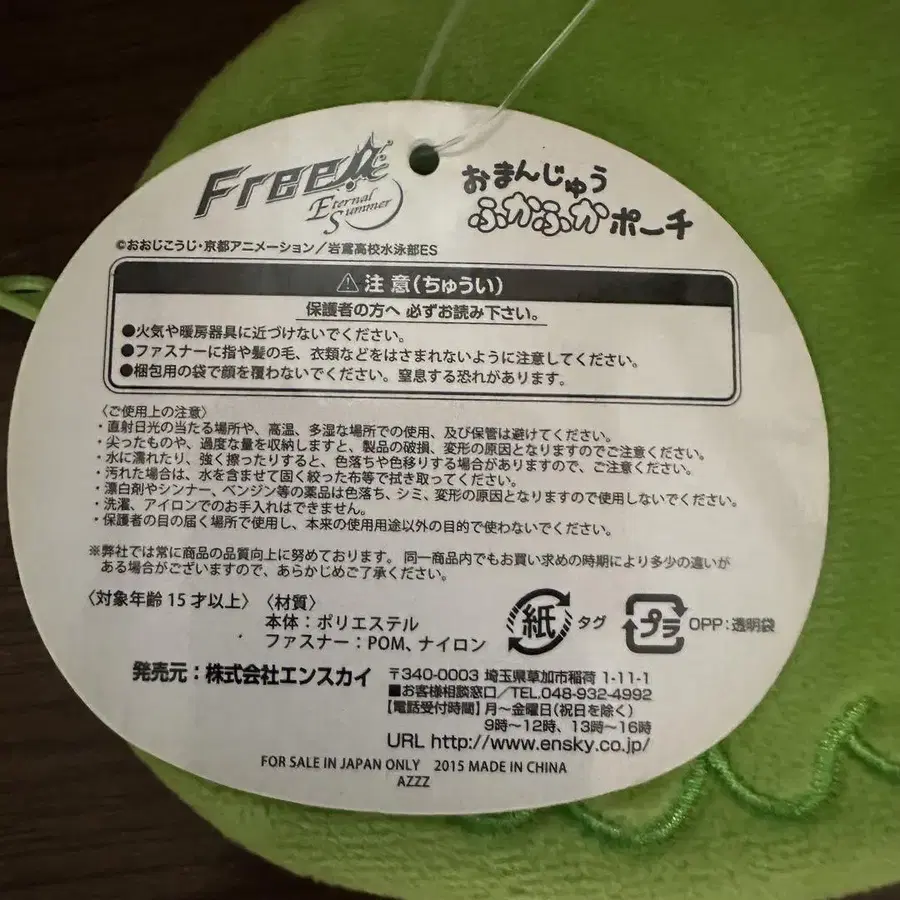 Free!
Eternal Summer
おまんじゅう
ふかふかポーチ
©おおじこうじ・京都アニメーション／岩鳶高校水泳部ES
⚠注意(ちゅうい)
保護者の方へ 必ずお読み下さい。
●火気や暖房器具に近づけないでください。
●ファスナーに指や髪の毛、衣類などをはさまれないように注意してください。
●梱包用の袋で顔を覆わないでください。窒息する恐れがあります。
〈ご使用上の注意〉
・直射日光の当たる場所や、高温、多湿な場所での使用、及び保管は避けてください。
・尖ったものや、過度な量を収納しますと、製品の破損、変形の原因となりますのでご注意ください。
・水に濡れたり、強く擦ったりすると、色落ちや色移りする場合がありますので、ご注意ください。
・汚れた場合は、水を含ませて固く絞った布等で拭き取ってください。
・漂白剤やシンナー、ベンジン等の薬品は色落ち、シミ、変形の原因となりますので使用しないでください。
・洗濯、アイロンでのお手入れはできません。
・保護者の目の届く場所で使用し、本来の使用用途以外の目的で使わないでください。
※弊社では常に商品の品質向上に努めております。同一商品内でもお買い求めの時期により多少の違いが
ある場合がございますので、あらかじめご了承ください。
〈対象年齢15才以上〉〈材質〉
本体：ポリエステル
ファスナー：POM、ナイロン
紙 タグ
プラ OPP：透明袋
発売元：株式会社エンスカイ
〒340-0003 埼玉県草加市稲荷 1-11-1
■お客様相談窓口／TEL.048-932-4992
【電話受付時間】月〜金曜日(祝日を除く)
9時〜12時、13時〜16時
URL http://www.ensky.co.jp/
FOR SALE IN JAPAN ONLY 2015 MADE IN CHINA
AZZZ